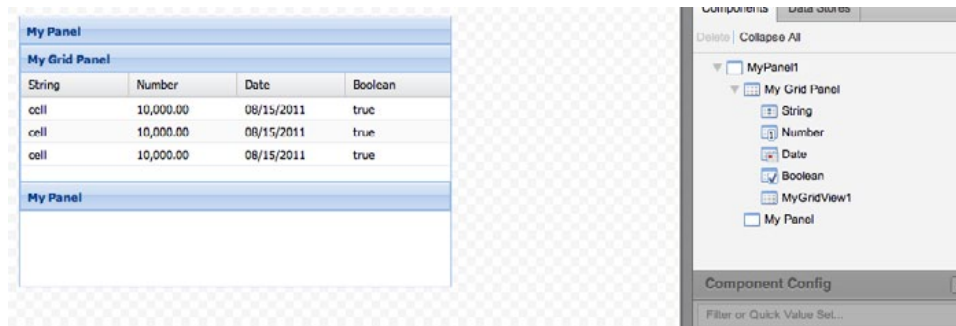 My Panel
My Grid Panel
String Number Date Boolean
cell 10,000.00 08/15/2011 true
cell 10,000.00 08/15/2011 true
cell 10,000.00 08/15/2011 true
My Panel
Components Data Stores
Delete Collapse All
MyPanel1
My Grid Panel
String
Number
Date
Boolean
MyGridView1
My Panel
Component Config
Filter or Quick Value Set...